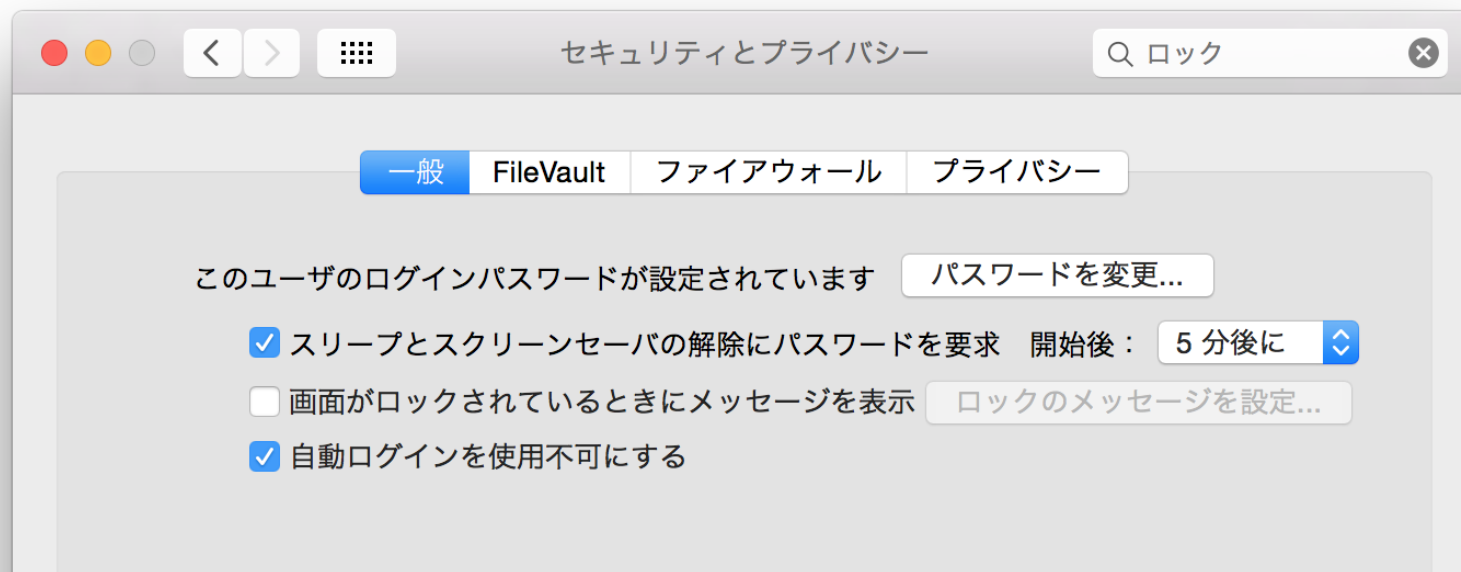 セキュリティとプライバシー ロック
一般 FileVault ファイアウォール プライバシー
このユーザのログインパスワードが設定されています パスワードを変更...
スリープとスクリーンセーバの解除にパスワードを要求 開始後： 5 分後に
画面がロックされているときにメッセージを表示 ロックのメッセージを設定...
自動ログインを使用不可にする